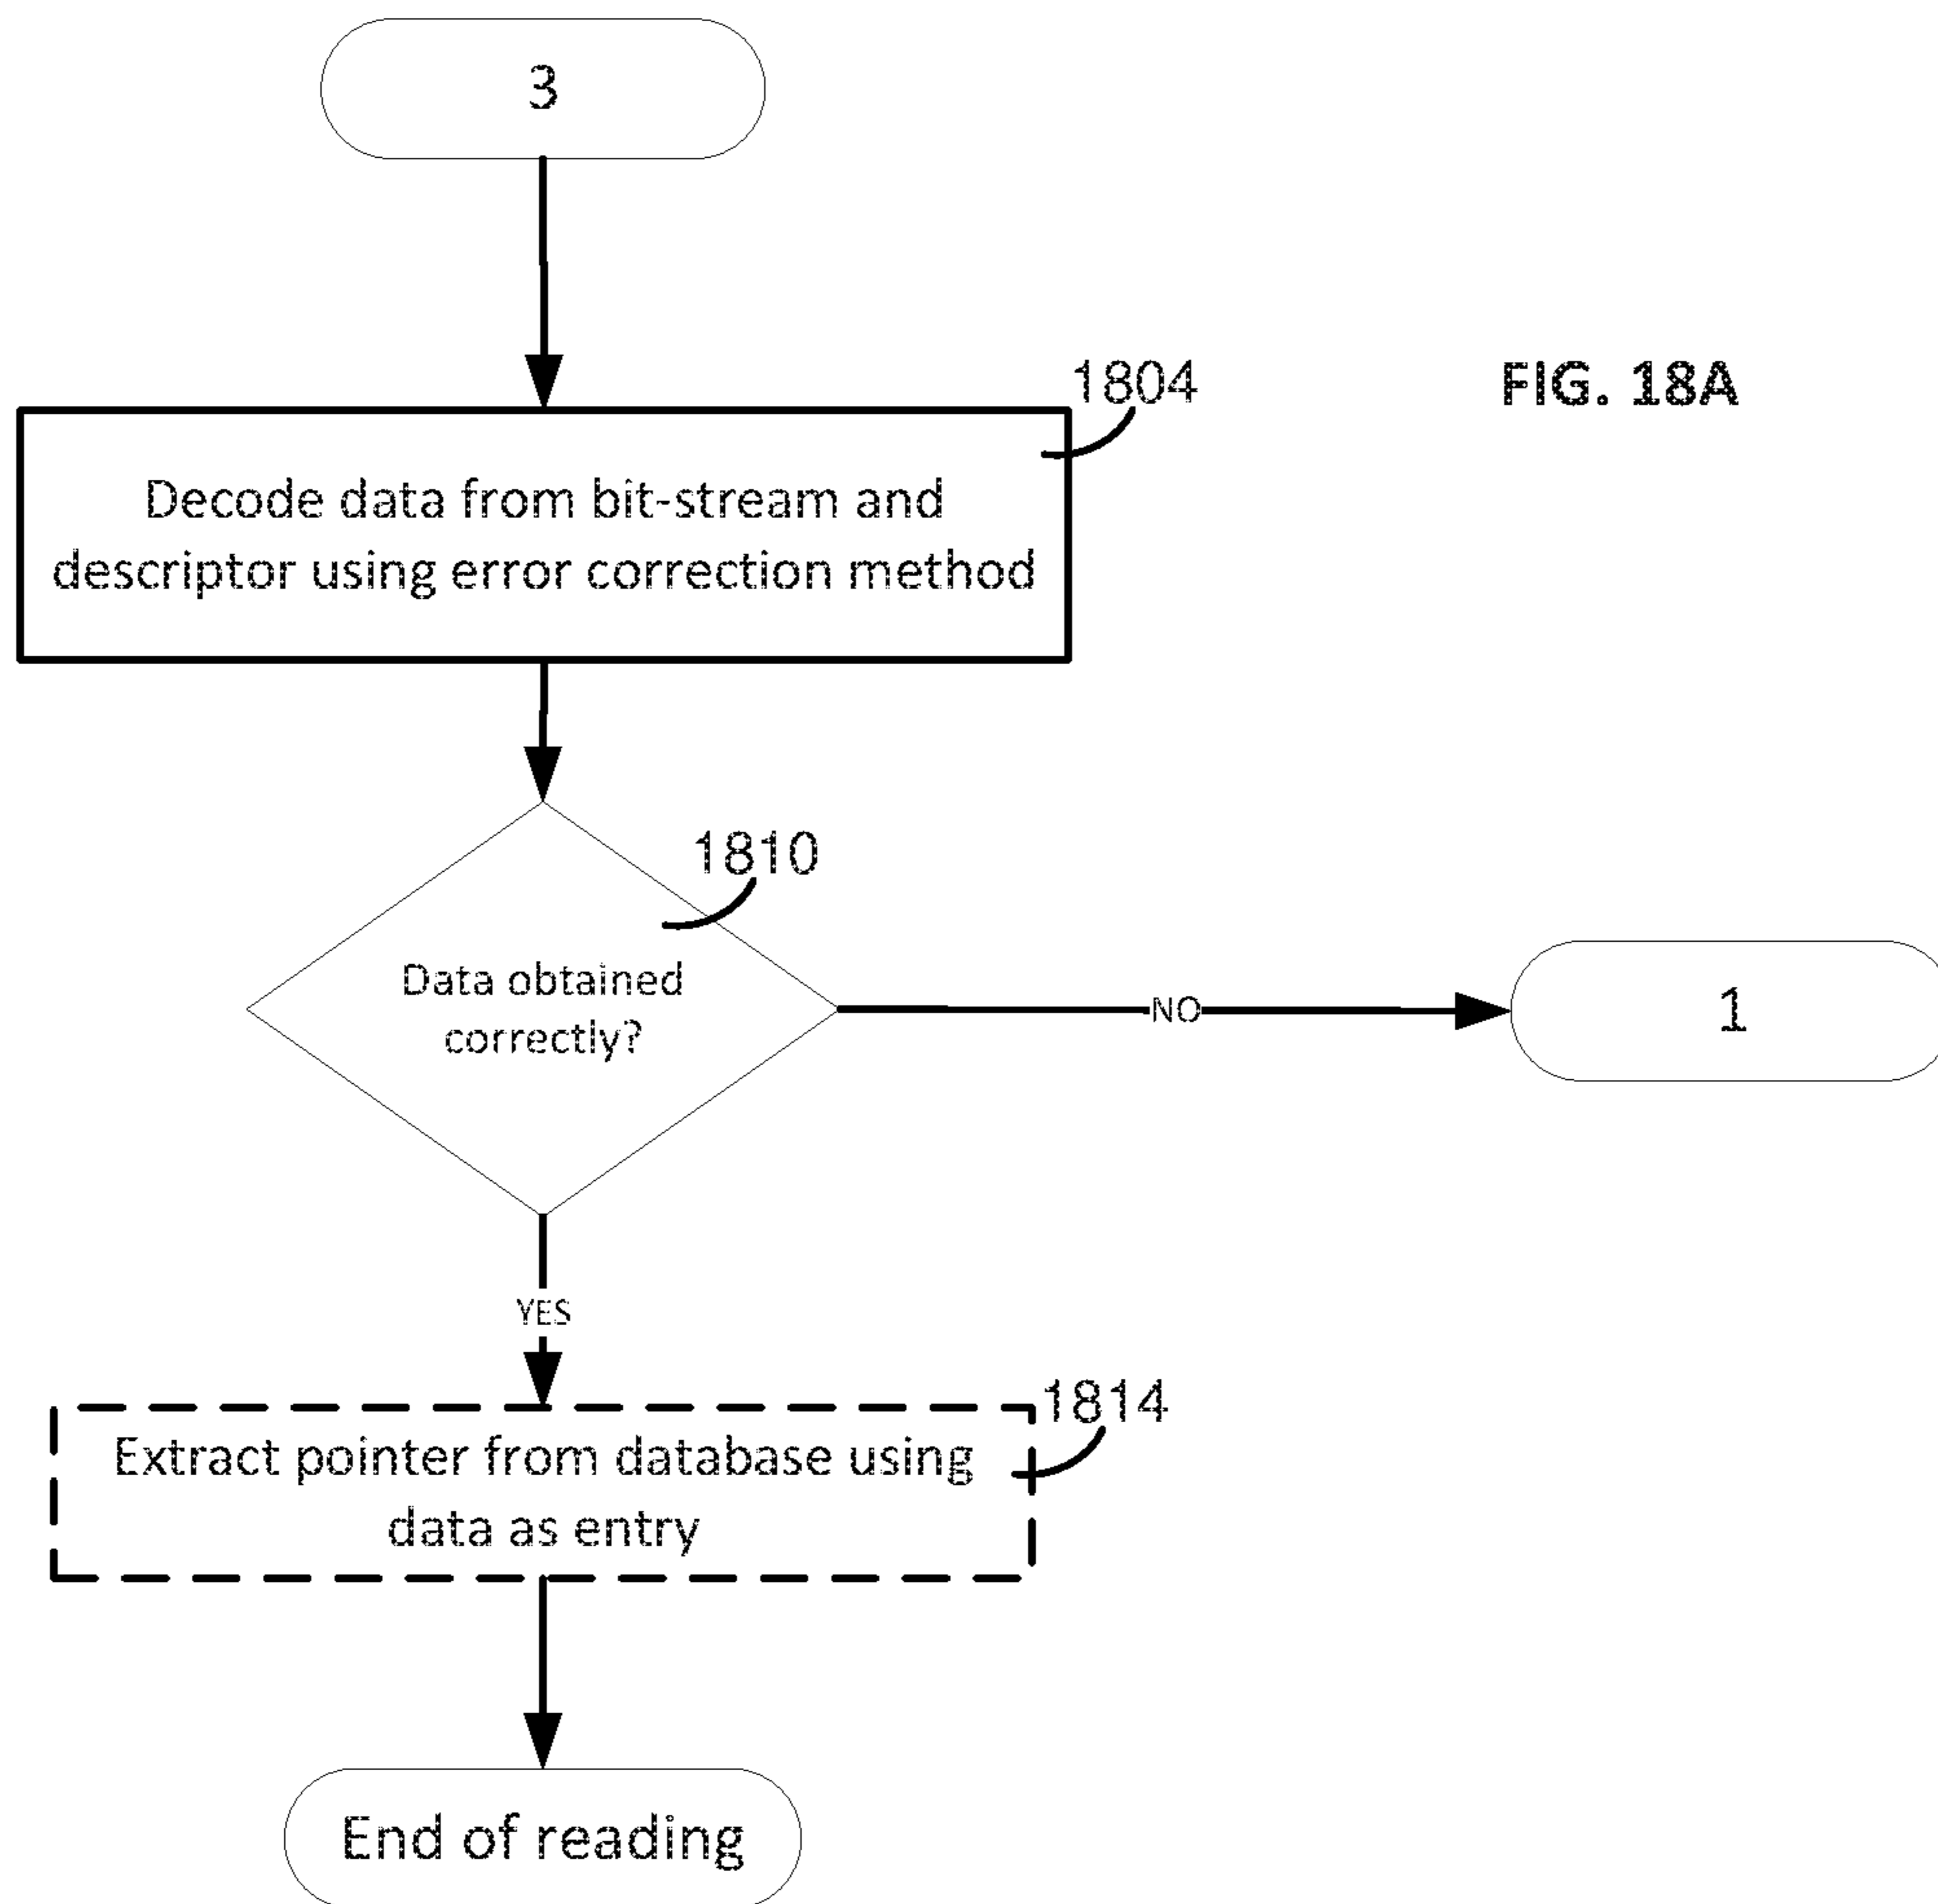 3
1804
FIG. 18A
Decode data from bit-stream and
descriptor using error correction method
1810
Data obtained
correctly?
NO
1
YES
1814
Extract pointer from database using
data as entry
End of reading